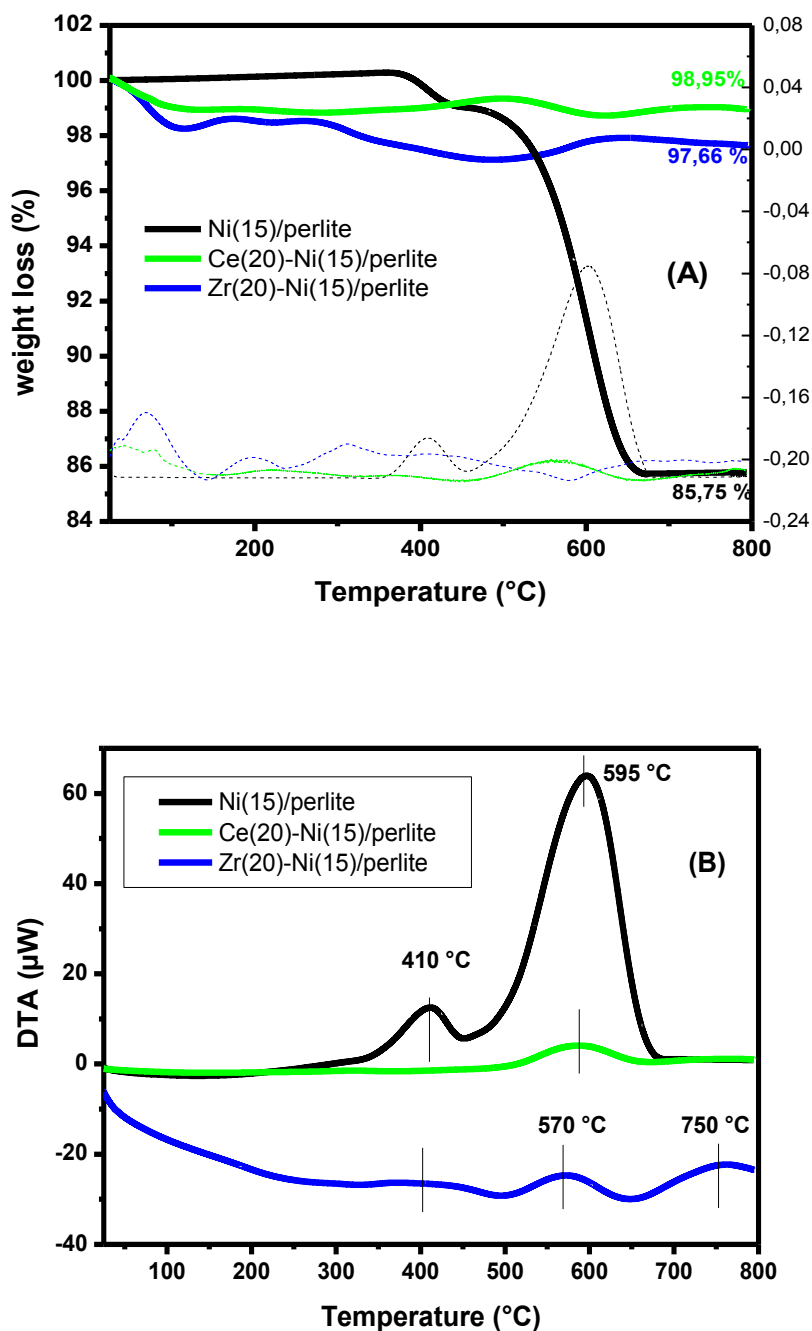 102
100
98
96
94
92
90
88
86
84
weight loss (%)
0,08
0,04
0,00
-0,04
-0,08
-0,12
-0,16
-0,20
-0,24
98,95%
97,66 %
Ni(15)/perlite
Ce(20)-Ni(15)/perlite
Zr(20)-Ni(15)/perlite
(A)
85,75 %
200 400 600 800
Temperature (°C)
60
40
20
0
-20
-40
DTA (µW)
Ni(15)/perlite
Ce(20)-Ni(15)/perlite
Zr(20)-Ni(15)/perlite
595 °C
(B)
410 °C
570 °C 750 °C
100 200 300 400 500 600 700 800
Temperature (°C)